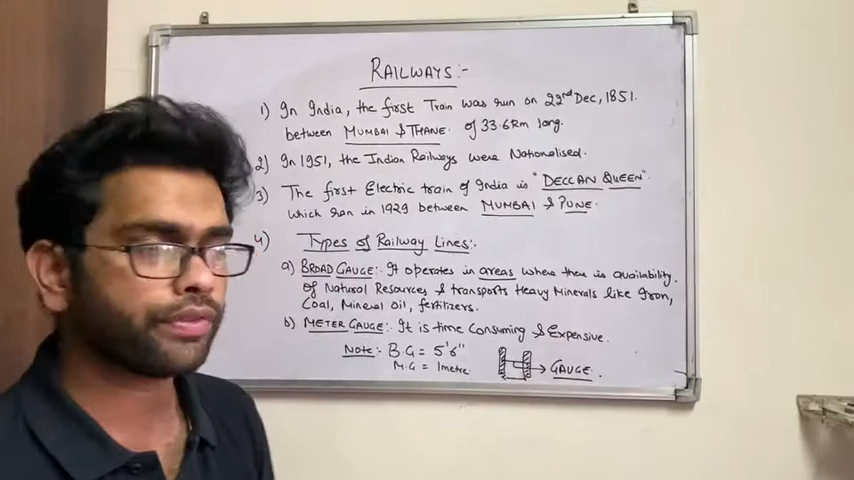 RAILWAYS :-
1) In India, the first Train was run on 22nd Dec, 1851.
between MUMBAI & THANE of 33.6km long.
2) In 1951, the Indian Railways were Nationalised.
3) The first Electric train of India is "DECCAN QUEEN"
which ran in 1929 between MUMBAI & PUNE.
4) Types of Railway Lines:-
a) BROAD GAUGE :- It operates in areas where there is availability
of Natural Resources & transports Heavy Minerals like Iron,
Coal, Mineral Oil, fertilizers.
b) METER GAUGE:- It is time Consuming & Expensive.
NOTE:- B.G = 5'6"
M.G = 1metre
GAUGE.